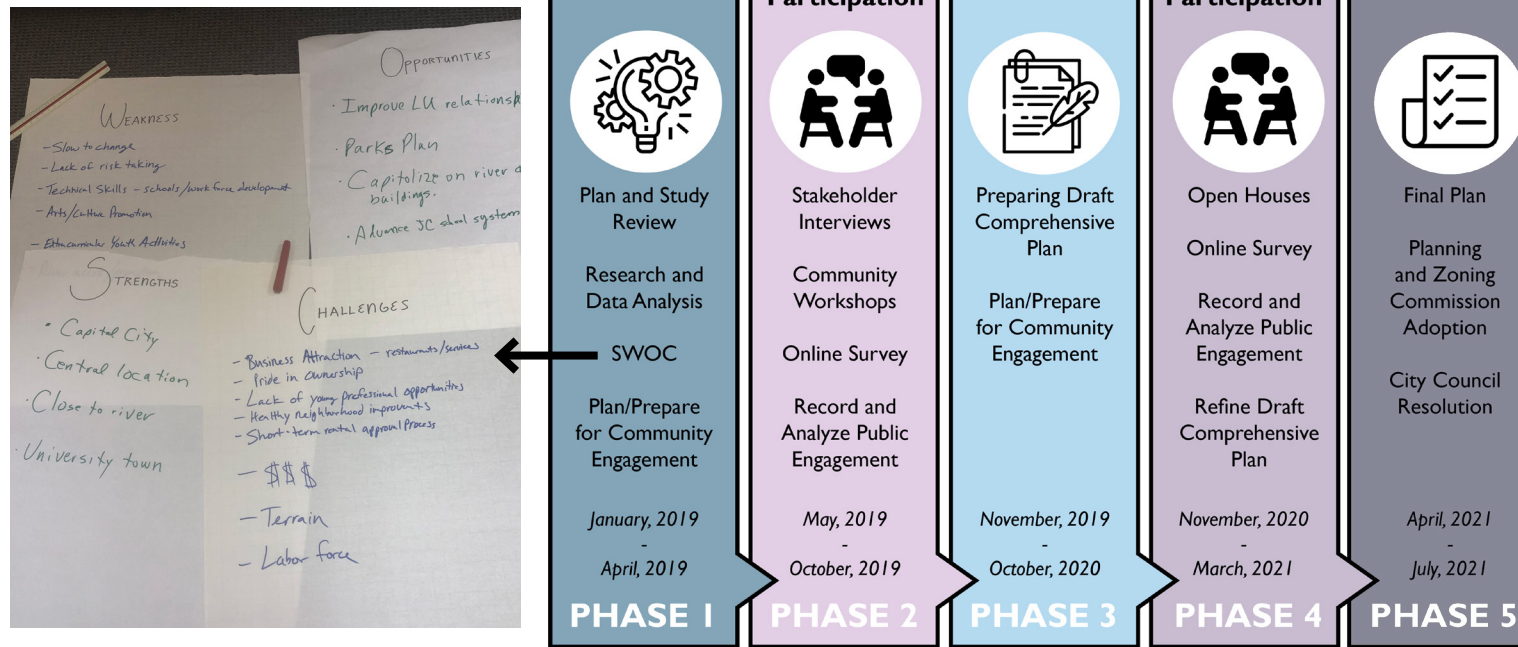 WEAKNESS
- Slow to change
- Lack of risk taking
- Technical Skills - schools/work force development
- Arts/Culture Promotion
- Extracurricular Youth Activities
OPPORTUNITIES
· Improve LU relationsh
· Parks Plan
· Capitolize on river
buildings.
· Advance JC school system
STRENGTHS
• Capital City
· Central location
· Close to river
· University town
CHALLENGES
- Business Attraction - restaurants/services
- Pride in ownership
- Lack of young professional opportunities
- Healthy neighborhood
- Short-term rental approval Process
- $$$
- Terrain
- Labor force
Plan and Study
Review
Research and
Data Analysis
SWOC
Plan/Prepare
for Community
Engagement
January, 2019
-
April, 2019
PHASE 1
Participation
Stakeholder
Interviews
Community
Workshops
Online Survey
Record and
Analyze Public
Engagement
May, 2019
-
October, 2019
PHASE 2
Preparing Draft
Comprehensive
Plan
Plan/Prepare
for Community
Engagement
November, 2019
-
October, 2020
PHASE 3
Participation
Open Houses
Online Survey
Record and
Analyze Public
Engagement
Refine Draft
Comprehensive
Plan
November, 2020
-
March, 2021
PHASE 4
Final Plan
Planning
and Zoning
Commission
Adoption
City Council
Resolution
April, 2021
-
July, 2021
PHASE 5